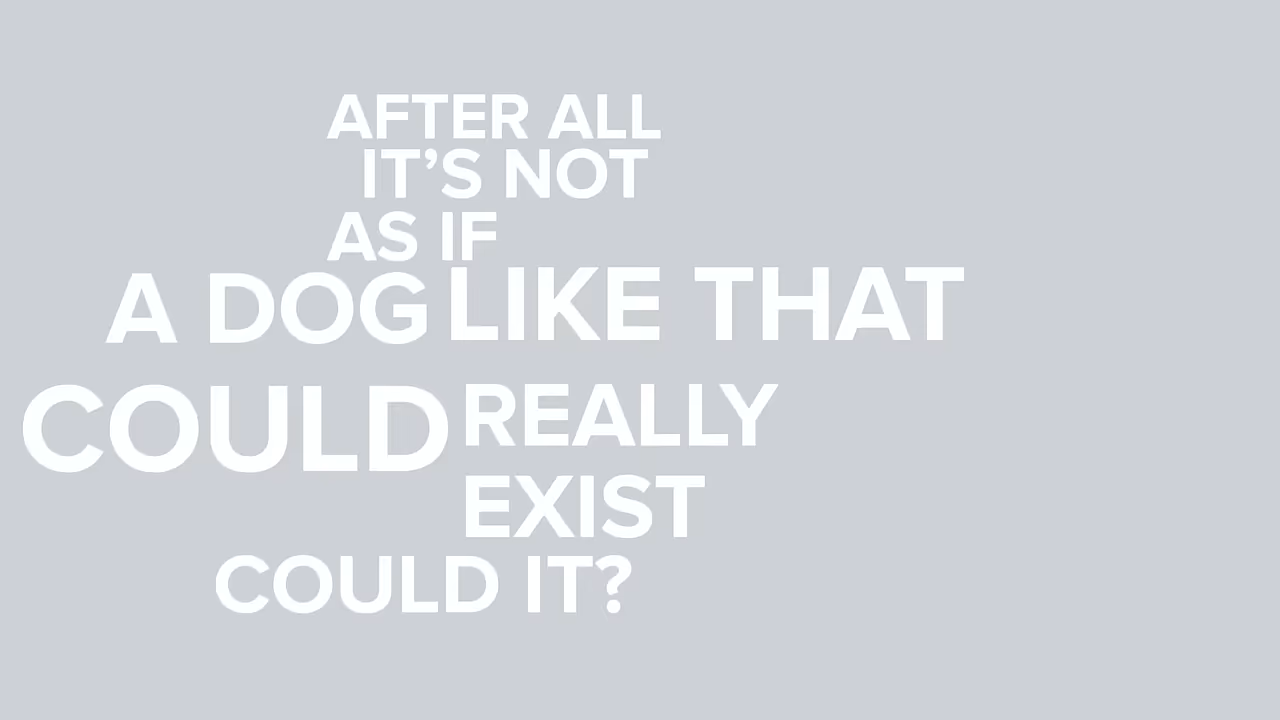 AFTER ALL
IT’S NOT
AS IF
A DOG LIKE THAT
COULD REALLY
EXIST
COULD IT?